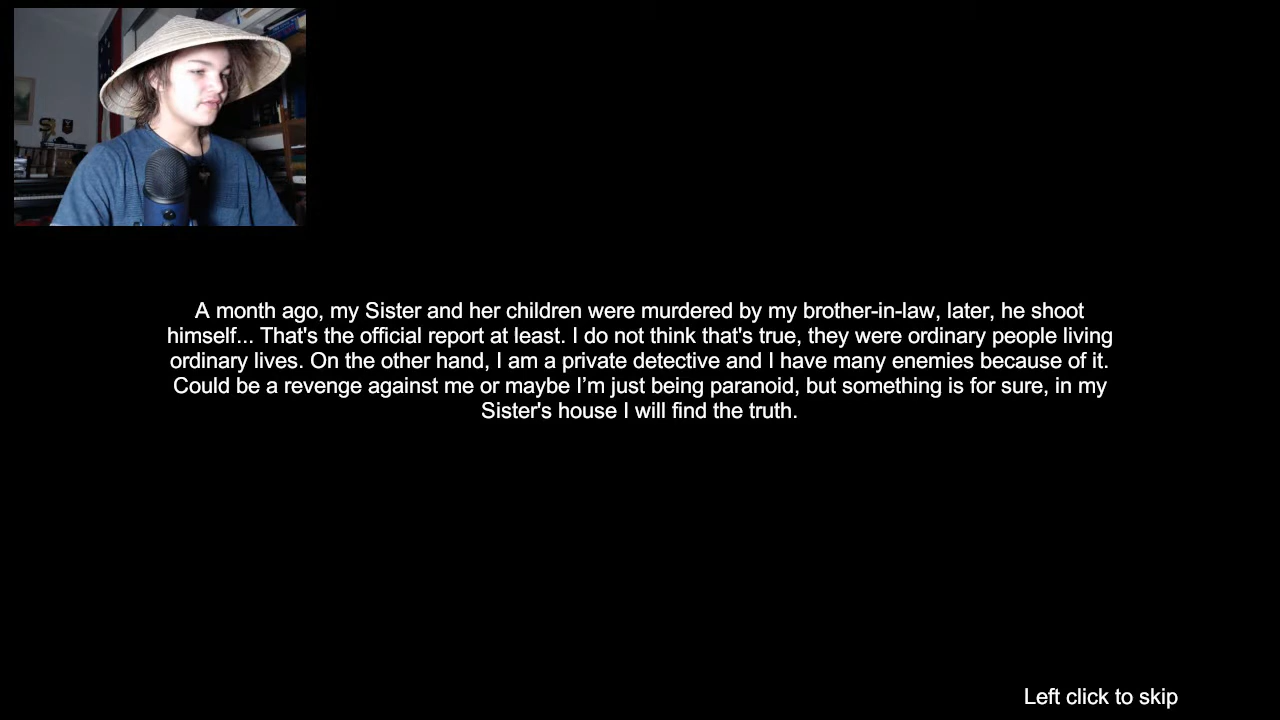 A month ago, my Sister and her children were murdered by my brother-in-law, later, he shoot
himself... That's the official report at least. I do not think that's true, they were ordinary people living
ordinary lives. On the other hand, I am a private detective and I have many enemies because of it.
Could be a revenge against me or maybe I’m just being paranoid, but something is for sure, in my
Sister's house I will find the truth.
Left click to skip